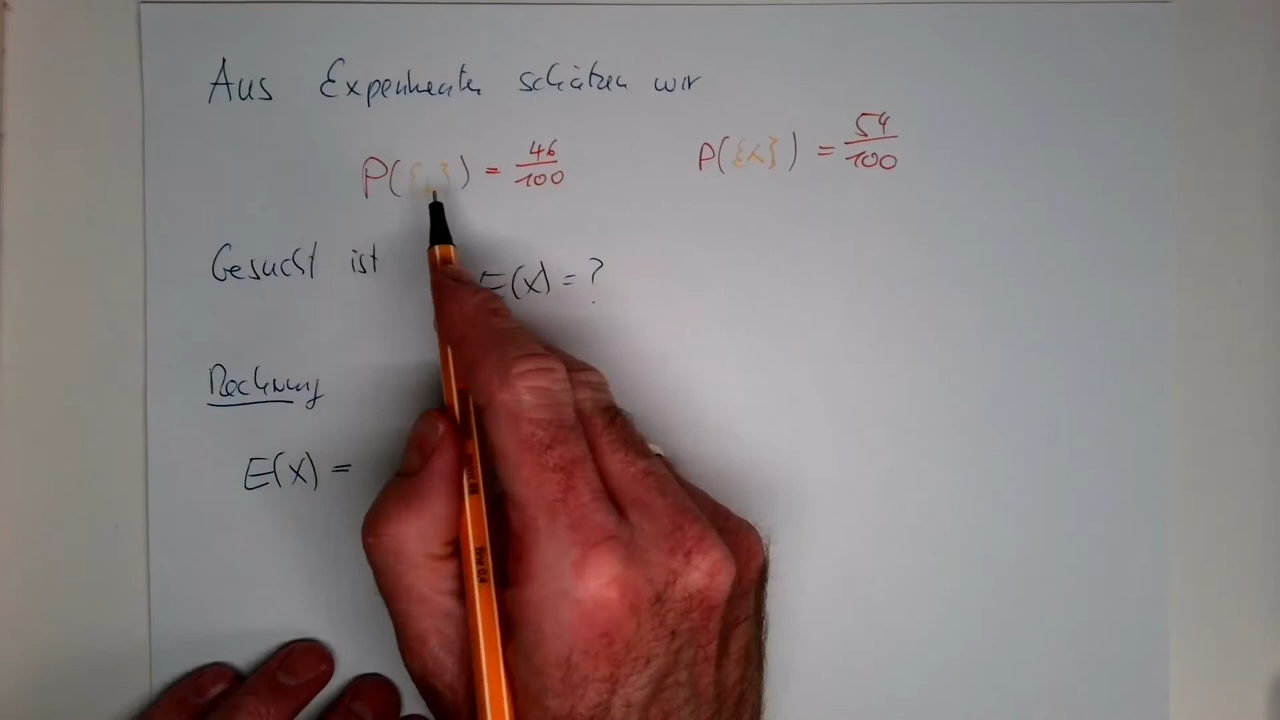 Aus Experimenten schätzen wir
P({ }) = 46/100 P({ }) = 54/100
Gesucht ist E(X) = ?
Rechnung
E(X) =